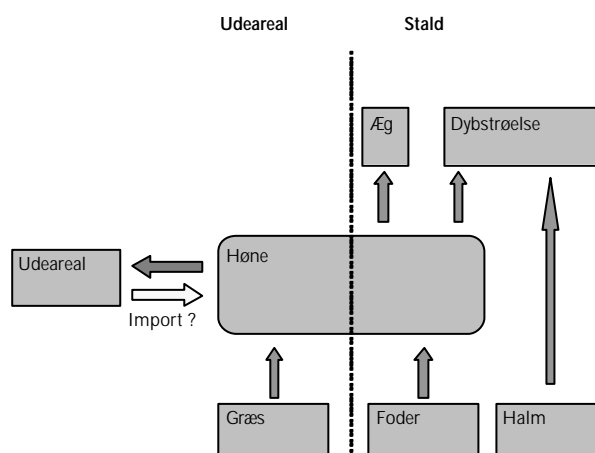 Udeareal Stald
Æg Dybstrøelse
Høne
Udeareal
Import ?
Græs Foder Halm